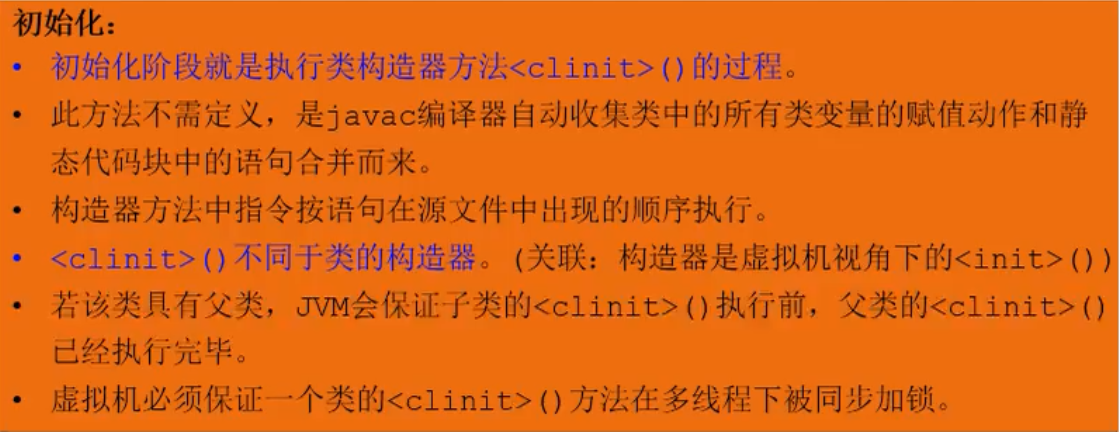 初始化：
• 初始化阶段就是执行类构造器方法<clinit>()的过程。
• 此方法不需定义，是javac编译器自动收集类中的所有类变量的赋值动作和静
态代码块中的语句合并而来。
• 构造器方法中指令按语句在源文件中出现的顺序执行。
• <clinit>()不同于类的构造器。(关联：构造器是虚拟机视角下的<init>())
• 若该类具有父类，JVM会保证子类的<clinit>()执行前，父类的<clinit>()
已经执行完毕。
• 虚拟机必须保证一个类的<clinit>()方法在多线程下被同步加锁。